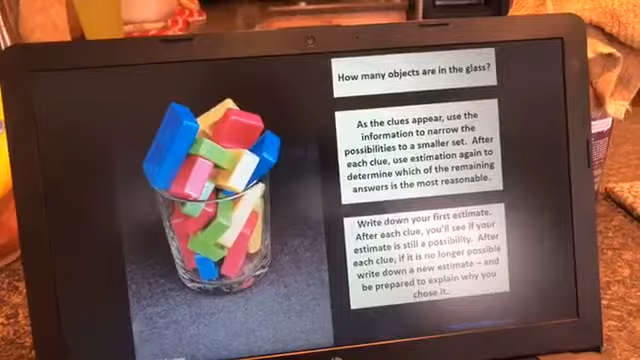 How many objects are in the glass?
As the clues appear, use the
information to narrow the
possibilities to a smaller set. After
each clue, use estimation again to
determine which of the remaining
answers is the most reasonable.
Write down your first estimate.
After each clue, you'll see if your
estimate is still a possibility. After
each clue, if it is no longer possible
write down a new estimate – and
be prepared to explain why you
chose it.